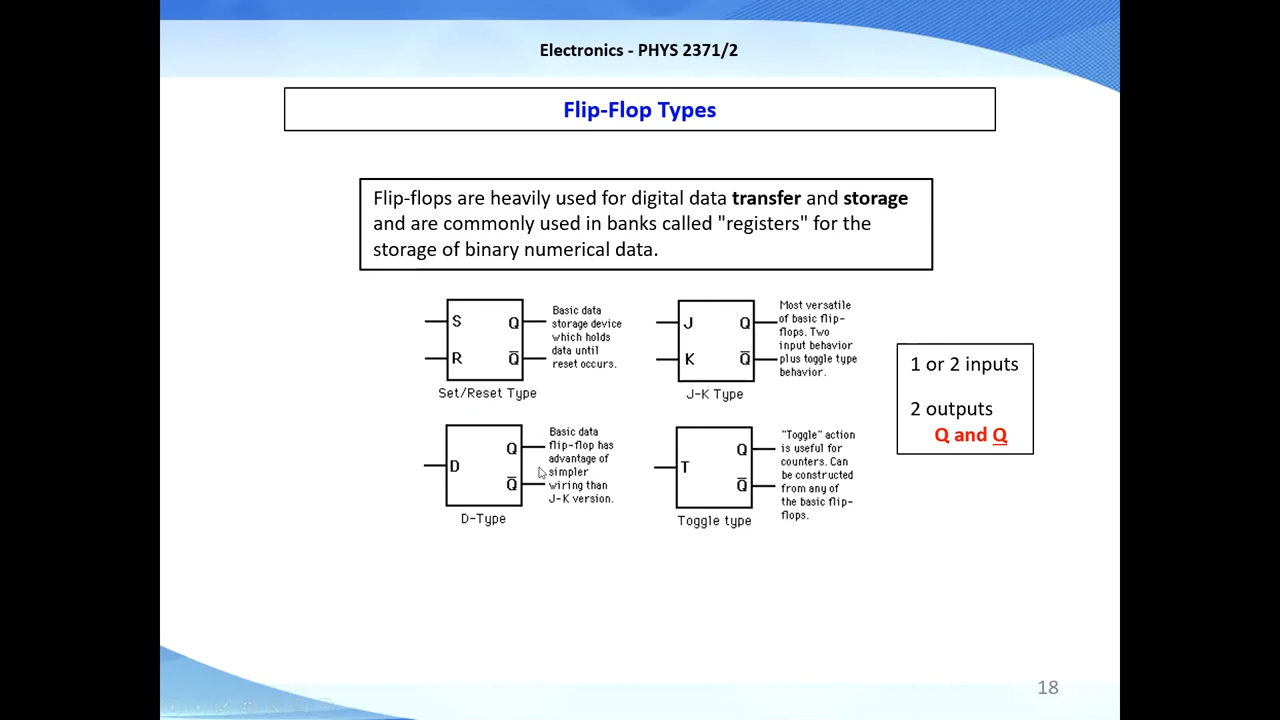 Electronics - PHYS 2371/2
Flip-Flop Types
Flip-flops are heavily used for digital data transfer and storage
and are commonly used in banks called "registers" for the
storage of binary numerical data.
S
Q
R
Q̅
Set/Reset Type
Basic data
storage device
which holds
data until
reset occurs.
J
Q
K
Q̅
J-K Type
Most versatile
of basic flip-
flops. Two
input behavior
plus toggle type
behavior.
1 or 2 inputs
2 outputs
Q and Q̲
D
Q
Q̅
D-Type
Basic data
flip-flop has
advantage of
simpler
wiring than
J-K version.
T
Q
Q̅
Toggle type
"Toggle" action
is useful for
counters. Can
be constructed
from any of
the basic flip-
flops.
18